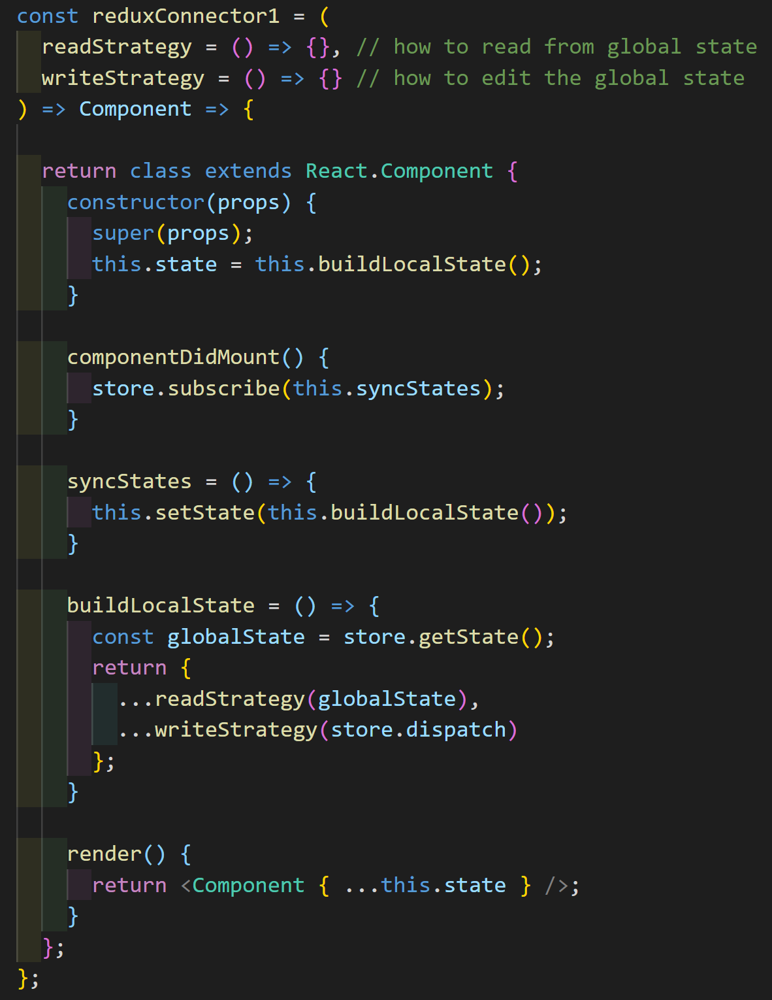 const reduxConnector1 = (
  readStrategy = () => {}, // how to read from global state
  writeStrategy = () => {} // how to edit the global state
) => Component => {

  return class extends React.Component {
    constructor(props) {
      super(props);
      this.state = this.buildLocalState();
    }

    componentDidMount() {
      store.subscribe(this.syncStates);
    }

    syncStates = () => {
      this.setState(this.buildLocalState());
    }

    buildLocalState = () => {
      const globalState = store.getState();
      return {
        ...readStrategy(globalState),
        ...writeStrategy(store.dispatch)
      };
    }

    render() {
      return <Component { ...this.state } />;
    }
  };
};